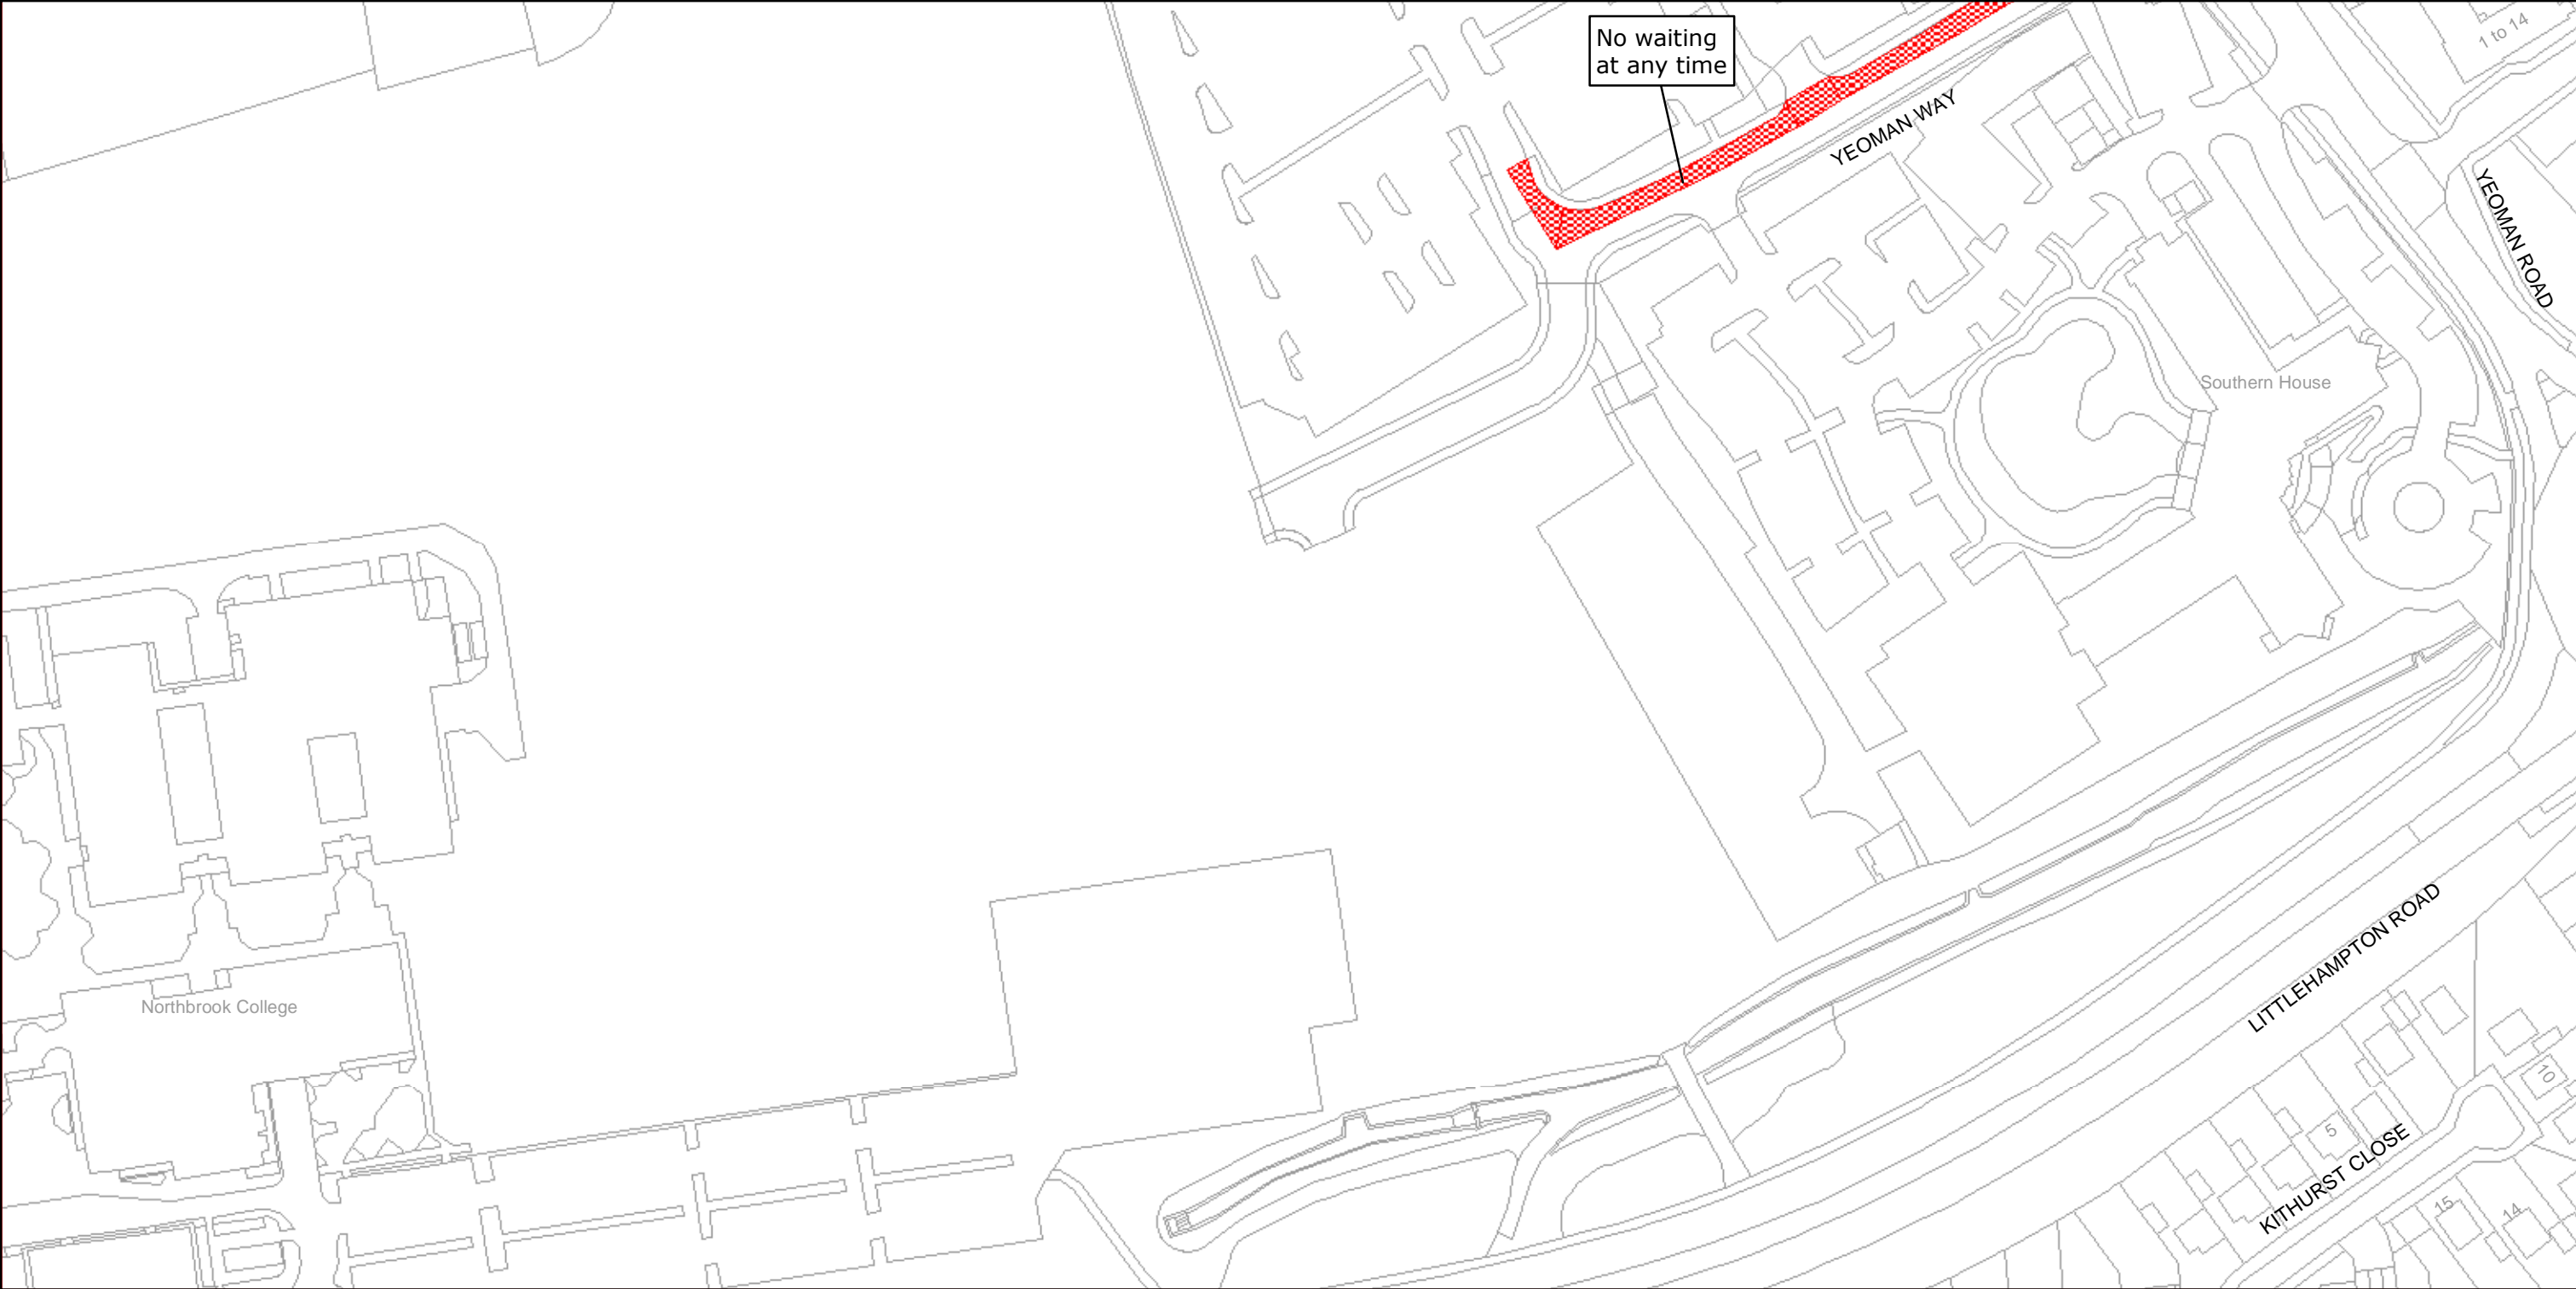 No waiting
at any time
1 to 14
YEOMAN WAY
YEOMAN ROAD
Southern House
Northbrook College
LITTLEHAMPTON ROAD
10
5
KITHURST CLOSE
15
14